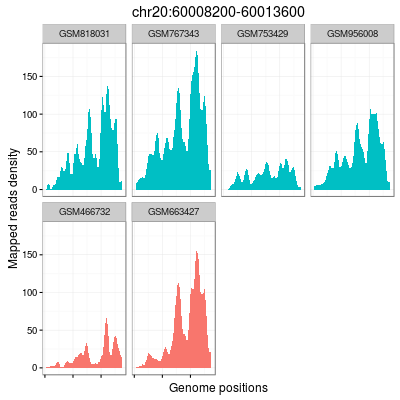 chr20:60008200-60013600
GSM818031 GSM767343 GSM753429 GSM956008
150
100
50
0
Mapped reads density
GSM466732 GSM663427
150
100
50
0
Genome positions